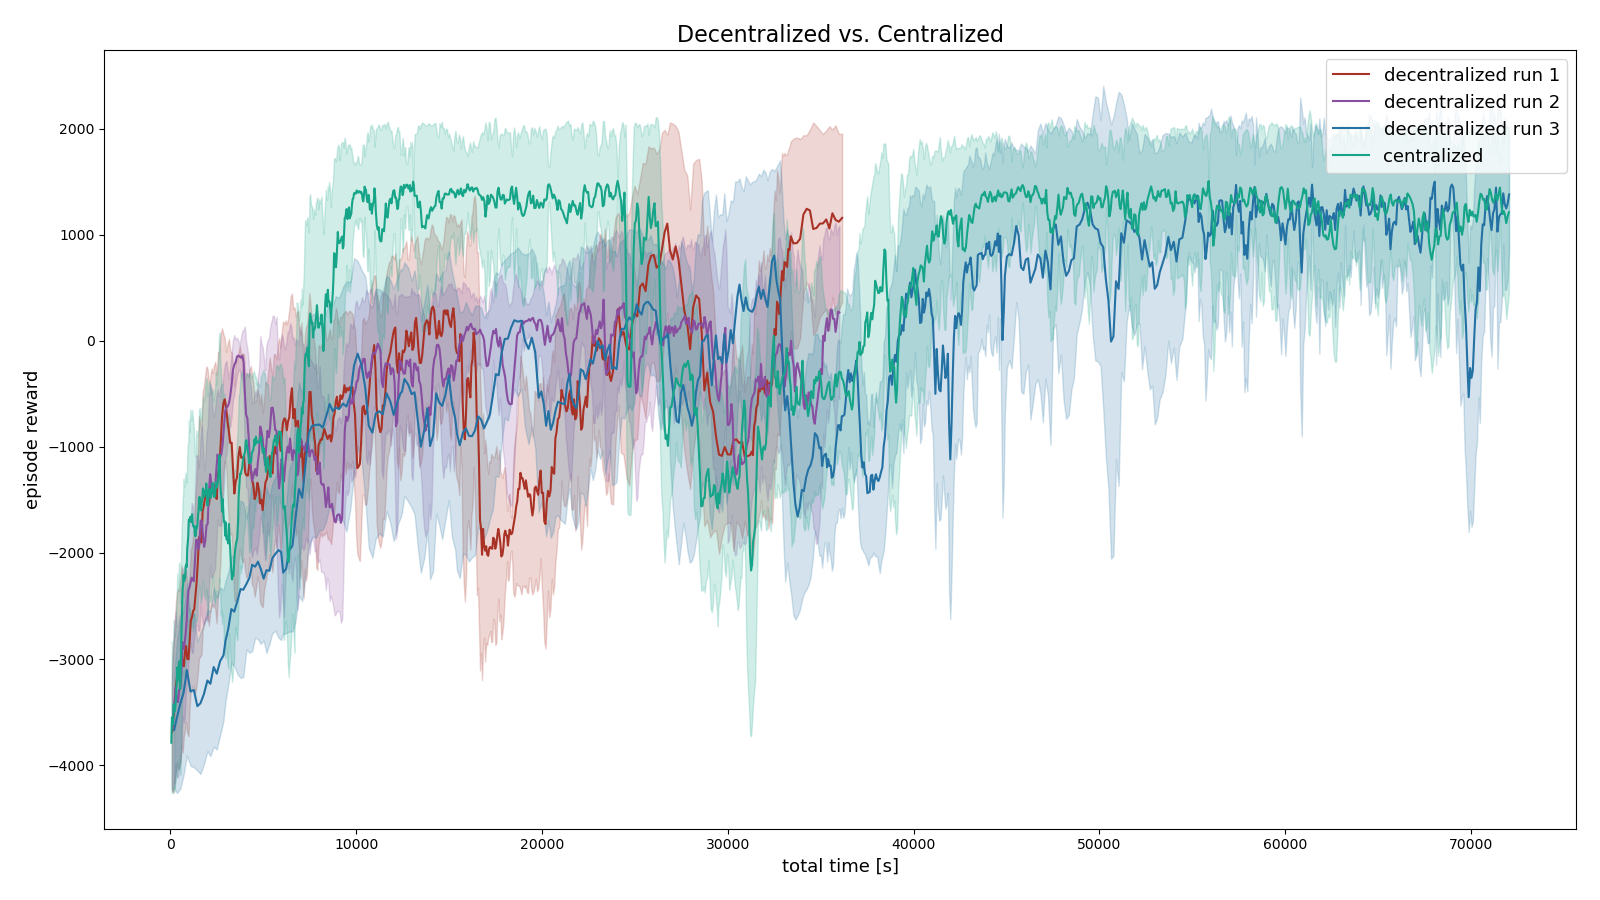 Decentralized vs. Centralized
decentralized run 1
decentralized run 2
decentralized run 3
centralized
2000
1000
0
−1000
−2000
−3000
−4000
episode reward
0 10000 20000 30000 40000 50000 60000 70000
total time [s]